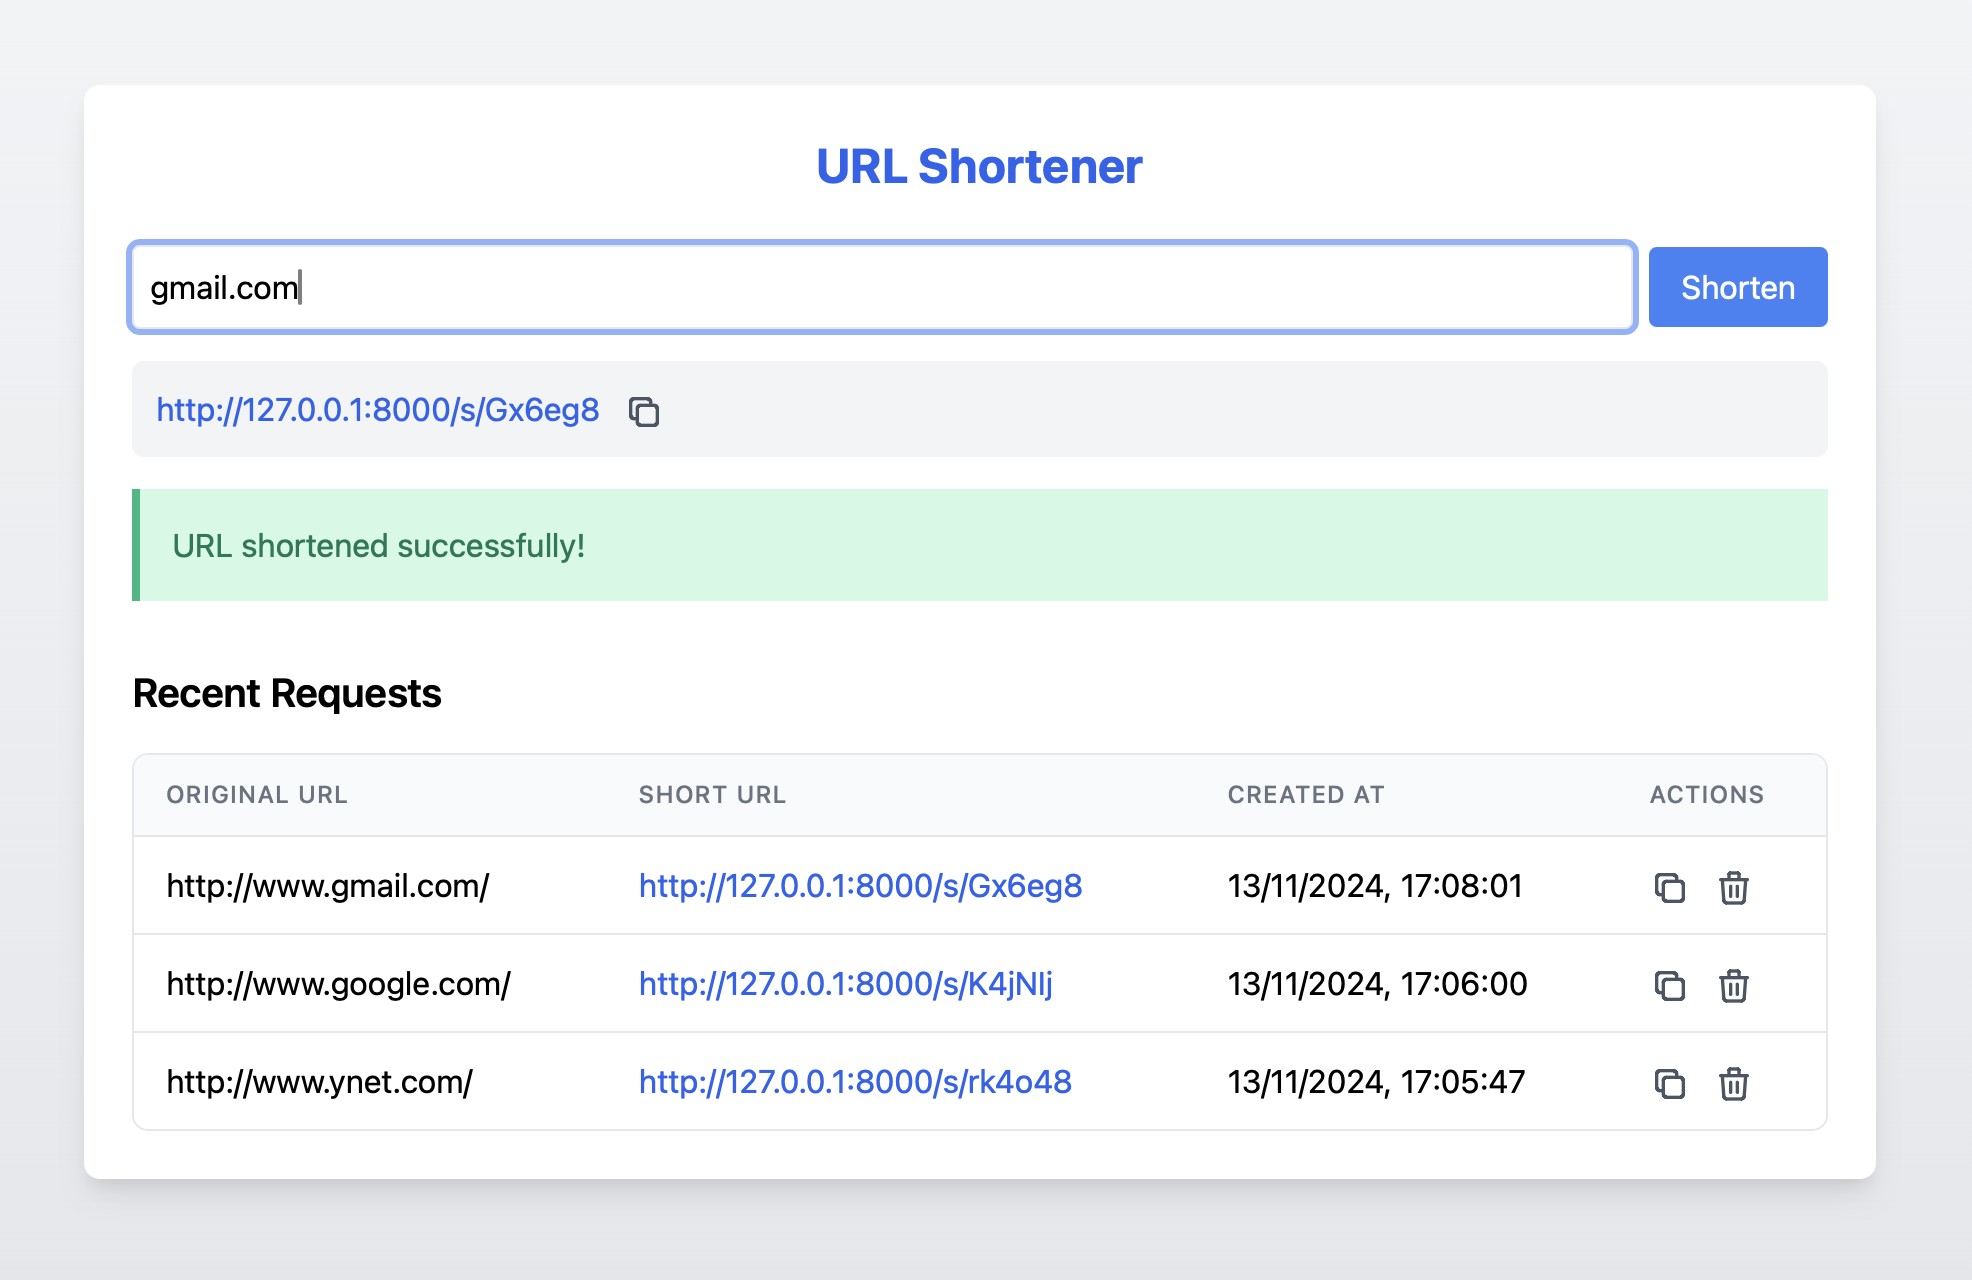 URL Shortener
gmail.com
Shorten
http://127.0.0.1:8000/s/Gx6eg8
URL shortened successfully!
Recent Requests
ORIGINAL URL SHORT URL CREATED AT ACTIONS
http://www.gmail.com/ http://127.0.0.1:8000/s/Gx6eg8 13/11/2024, 17:08:01
http://www.google.com/ http://127.0.0.1:8000/s/K4jNlj 13/11/2024, 17:06:00
http://www.ynet.com/ http://127.0.0.1:8000/s/rk4o48 13/11/2024, 17:05:47